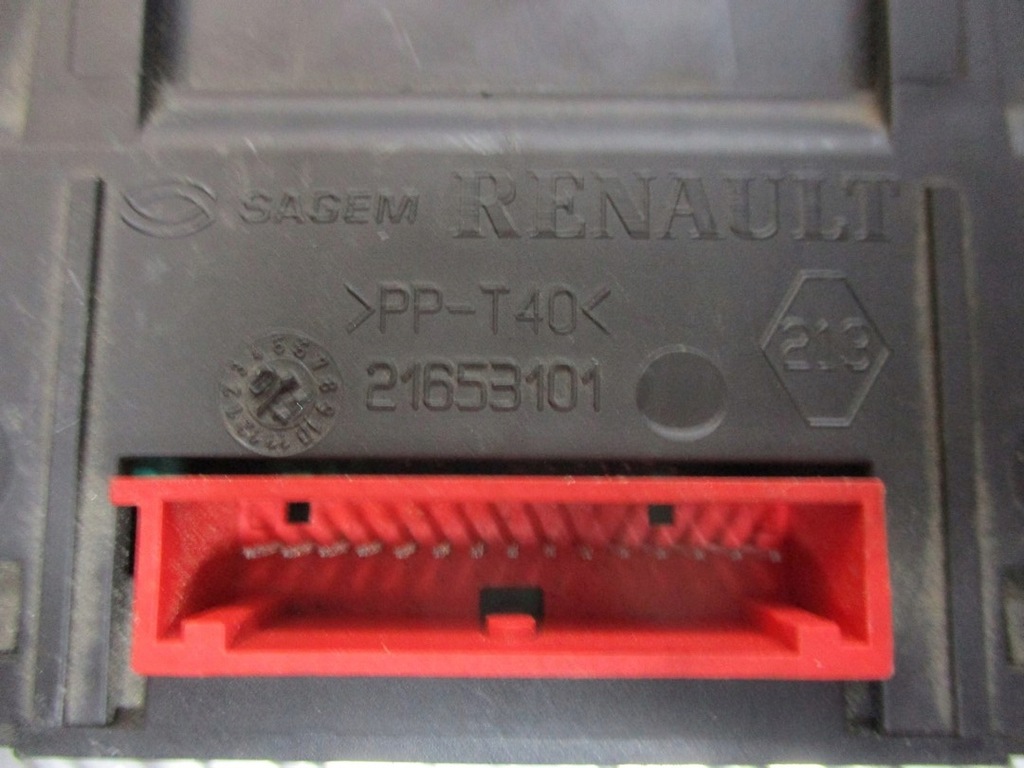 SAGEM RENAULT
>PP-T40<
213
21653101